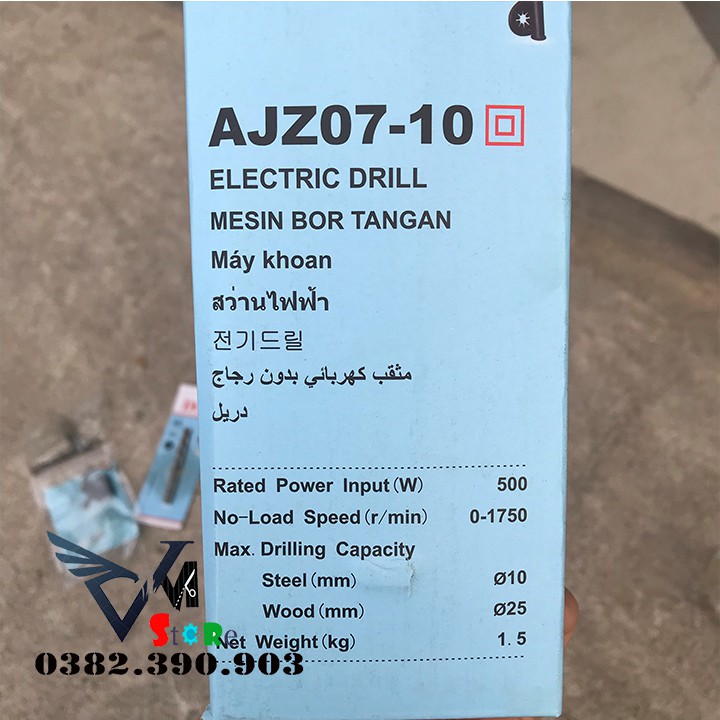 AJZ07-10
ELECTRIC DRILL
MESIN BOR TANGAN
Máy khoan
สว่านไฟฟ้า
전기드릴
مثقب كهربائي بدون رجاج
دريل
Rated Power Input(W) 500
No-Load Speed(r/min) 0-1750
Max. Drilling Capacity
Steel(mm) Ø10
Wood(mm) Ø25
Net Weight(kg) 1.5
VM
StoRe
0382.390.903